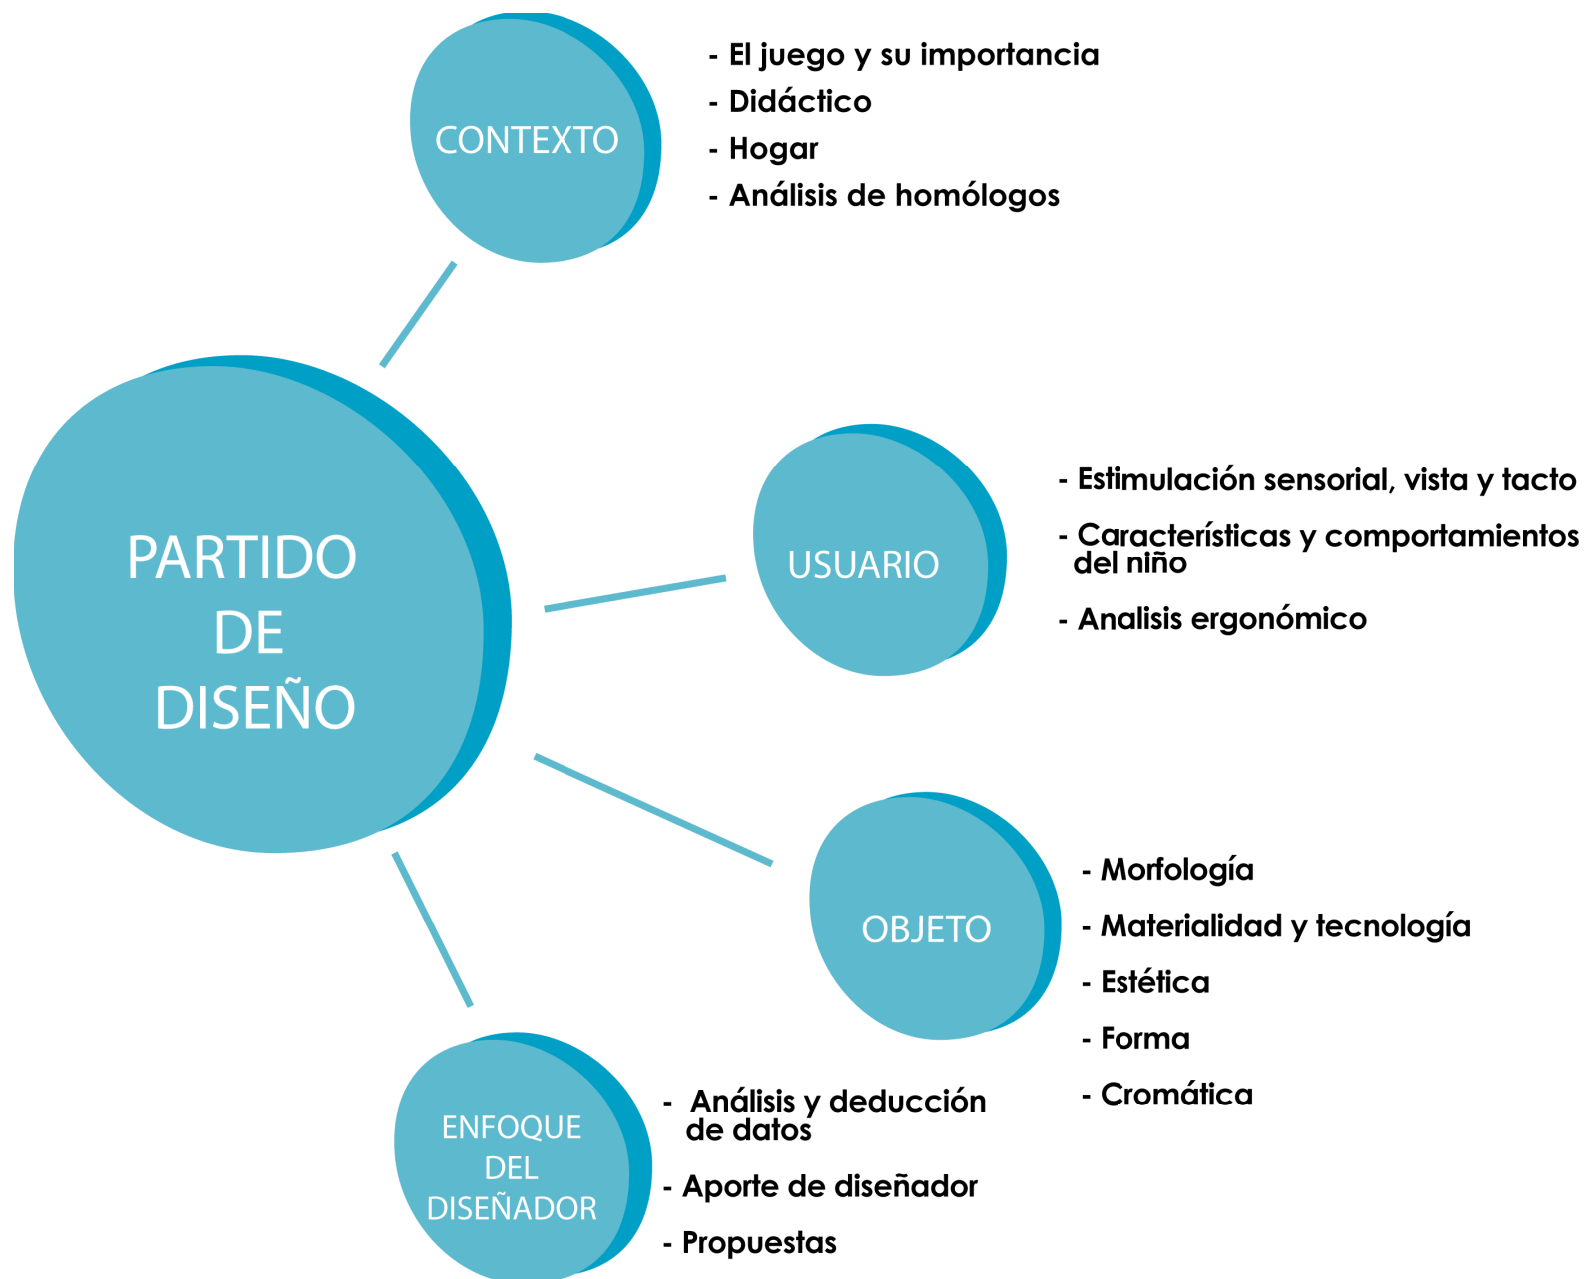 CONTEXTO
- El juego y su importancia
- Didáctico
- Hogar
- Análisis de homólogos
PARTIDO
DE
DISEÑO
USUARIO
- Estimulación sensorial, vista y tacto
- Características y comportamientos
del niño
- Analisis ergonómico
OBJETO
- Morfología
- Materialidad y tecnología
- Estética
- Forma
- Cromática
ENFOQUE
DEL
DISEÑADOR
- Análisis y deducción
de datos
- Aporte de diseñador
- Propuestas